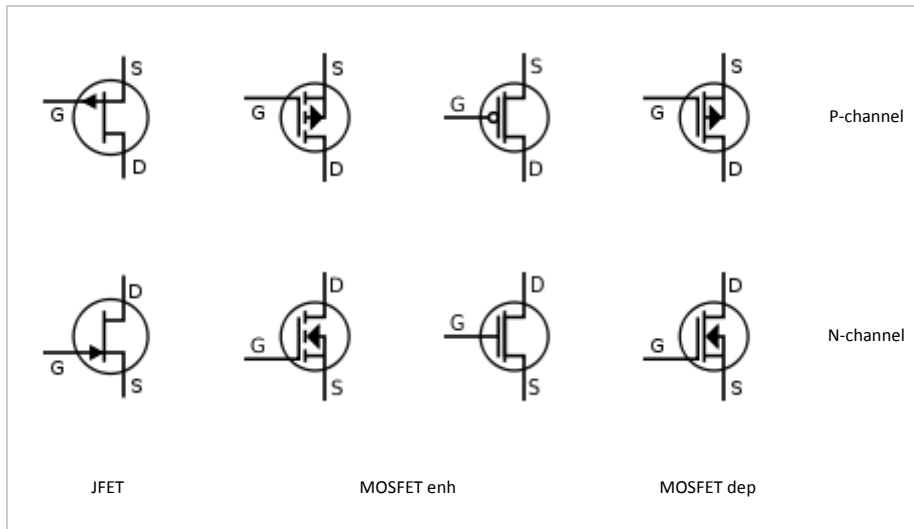 S S S S
G G G G P-channel
D D D D
D D D D
G G G G N-channel
S S S S
JFET MOSFET enh MOSFET dep